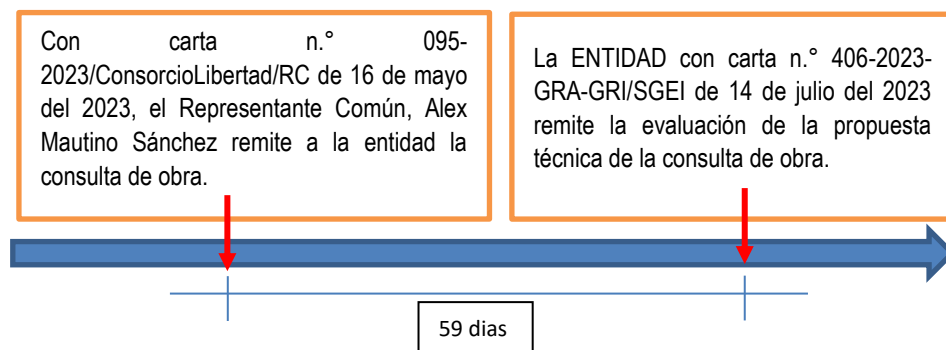 Con carta n.° 095-
2023/ConsorcioLibertad/RC de 16 de mayo
del 2023, el Representante Común, Alex
Mautino Sánchez remite a la entidad la
consulta de obra.
La ENTIDAD con carta n.° 406-2023-
GRA-GRI/SGEI de 14 de julio del 2023
remite la evaluación de la propuesta
técnica de la consulta de obra.
59 dias